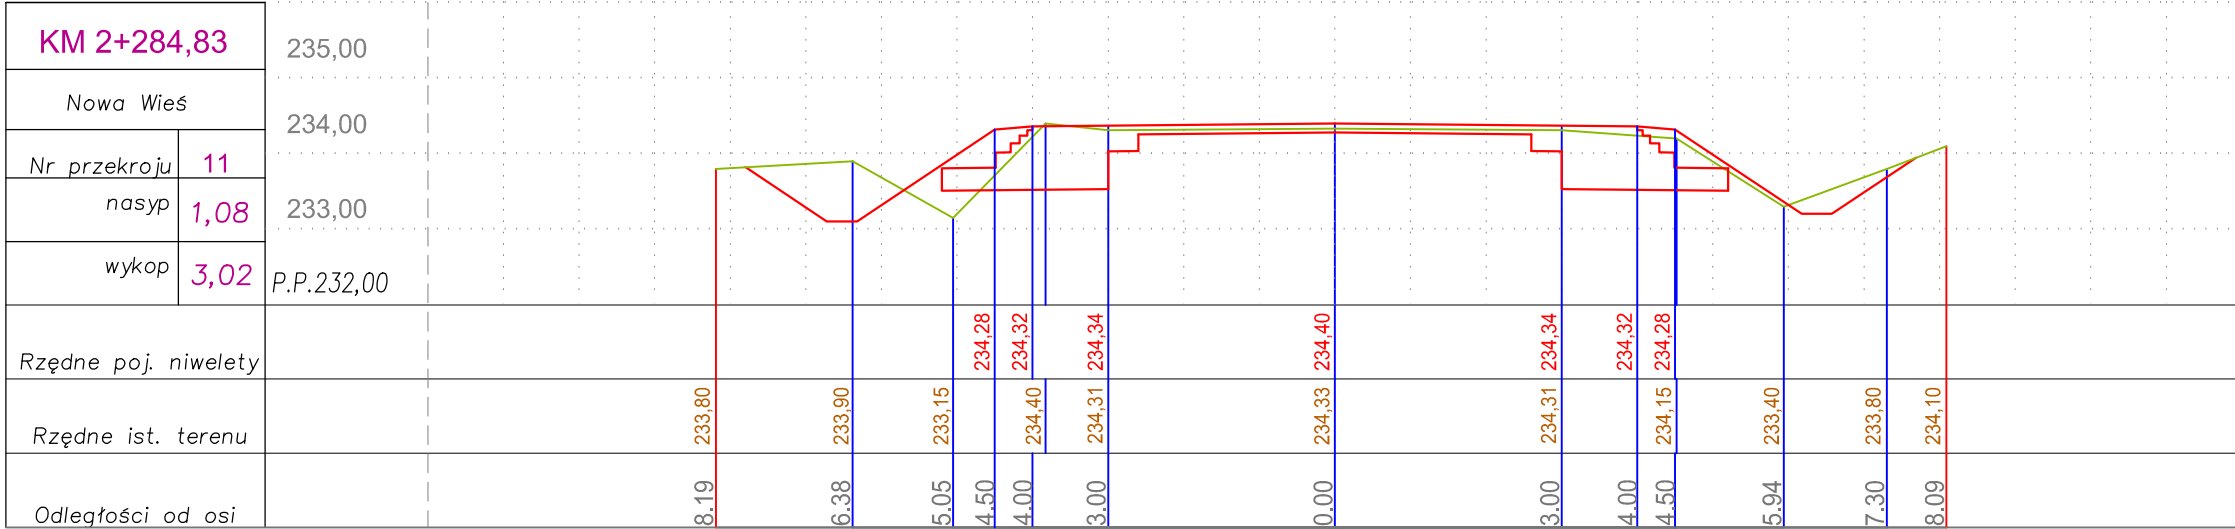 KM 2+284,83
235,00
Nowa Wieś
234,00
Nr przekroju 11
nasyp 1,08
233,00
wykop 3,02
P.P.232,00
Rzędne poj. niwelety 234,28 234,32 234,34 234,40 234,34 234,32 234,28
Rzędne ist. terenu 233,80 233,90 233,15 234,40 234,31 234,33 234,31 234,15 233,40 233,80 234,10
Odległości od osi 8.19 6.38 5.05 4.50 4.00 3.00 0.00 3.00 4.00 4.50 5.94 7.30 8.09